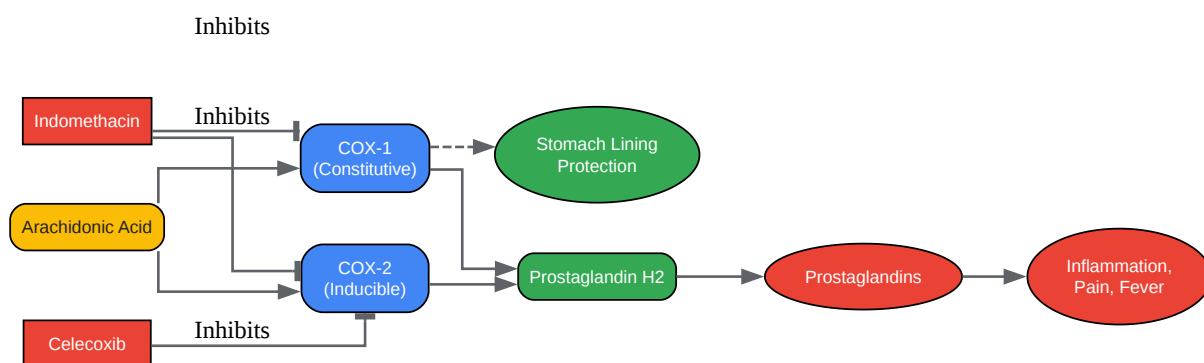 Inhibits
Indomethacin
Inhibits
COX-1
(Constitutive)
Stomach Lining
Protection
Arachidonic Acid
COX-2
(Inducible)
Prostaglandin H2
Prostaglandins
Inflammation,
Pain, Fever
Celecoxib
Inhibits